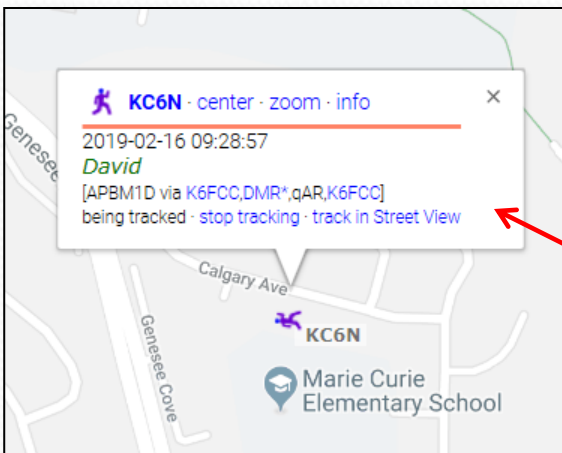 KC6N · center · zoom · info
×
2019-02-16 09:28:57
David
[APBM1D via K6FCC,DMR*,qAR,K6FCC]
being tracked · stop tracking · track in Street View
Genesee
Calgary Ave
KC6N
Genesee Cove
Marie Curie
Elementary School